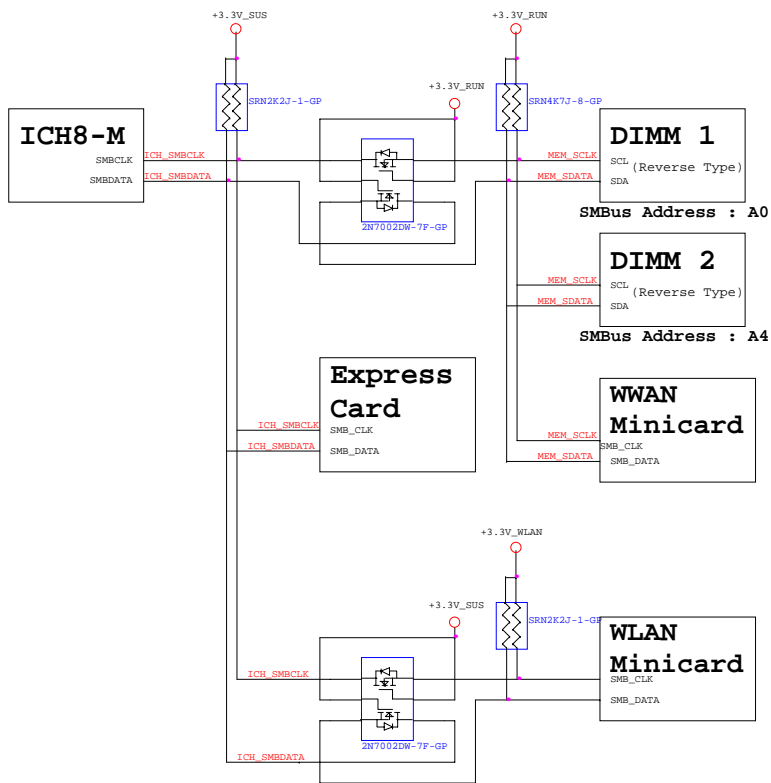 +3.3V_SUS
+3.3V_RUN
+3.3V_RUN
SRN2K2J-1-GP
SRN4K7J-8-GP
ICH8-M
SMBCLK
SMBDATA
ICH_SMBCLK
ICH_SMBDATA
2N7002DW-7F-GP
MEM_SCLK
MEM_SDATA
DIMM 1
SCL
(Reverse Type)
SDA
SMBus Address : A0
DIMM 2
MEM_SCLK
MEM_SDATA
SCL
(Reverse Type)
SDA
SMBus Address : A4
Express
Card
ICH_SMBCLK
SMB_CLK
ICH_SMBDATA
SMB_DATA
WWAN
Minicard
MEM_SCLK
SMB_CLK
MEM_SDATA
SMB_DATA
+3.3V_WLAN
+3.3V_SUS
SRN2K2J-1-GP
WLAN
Minicard
ICH_SMBCLK
SMB_CLK
SMB_DATA
2N7002DW-7F-GP
ICH_SMBDATA